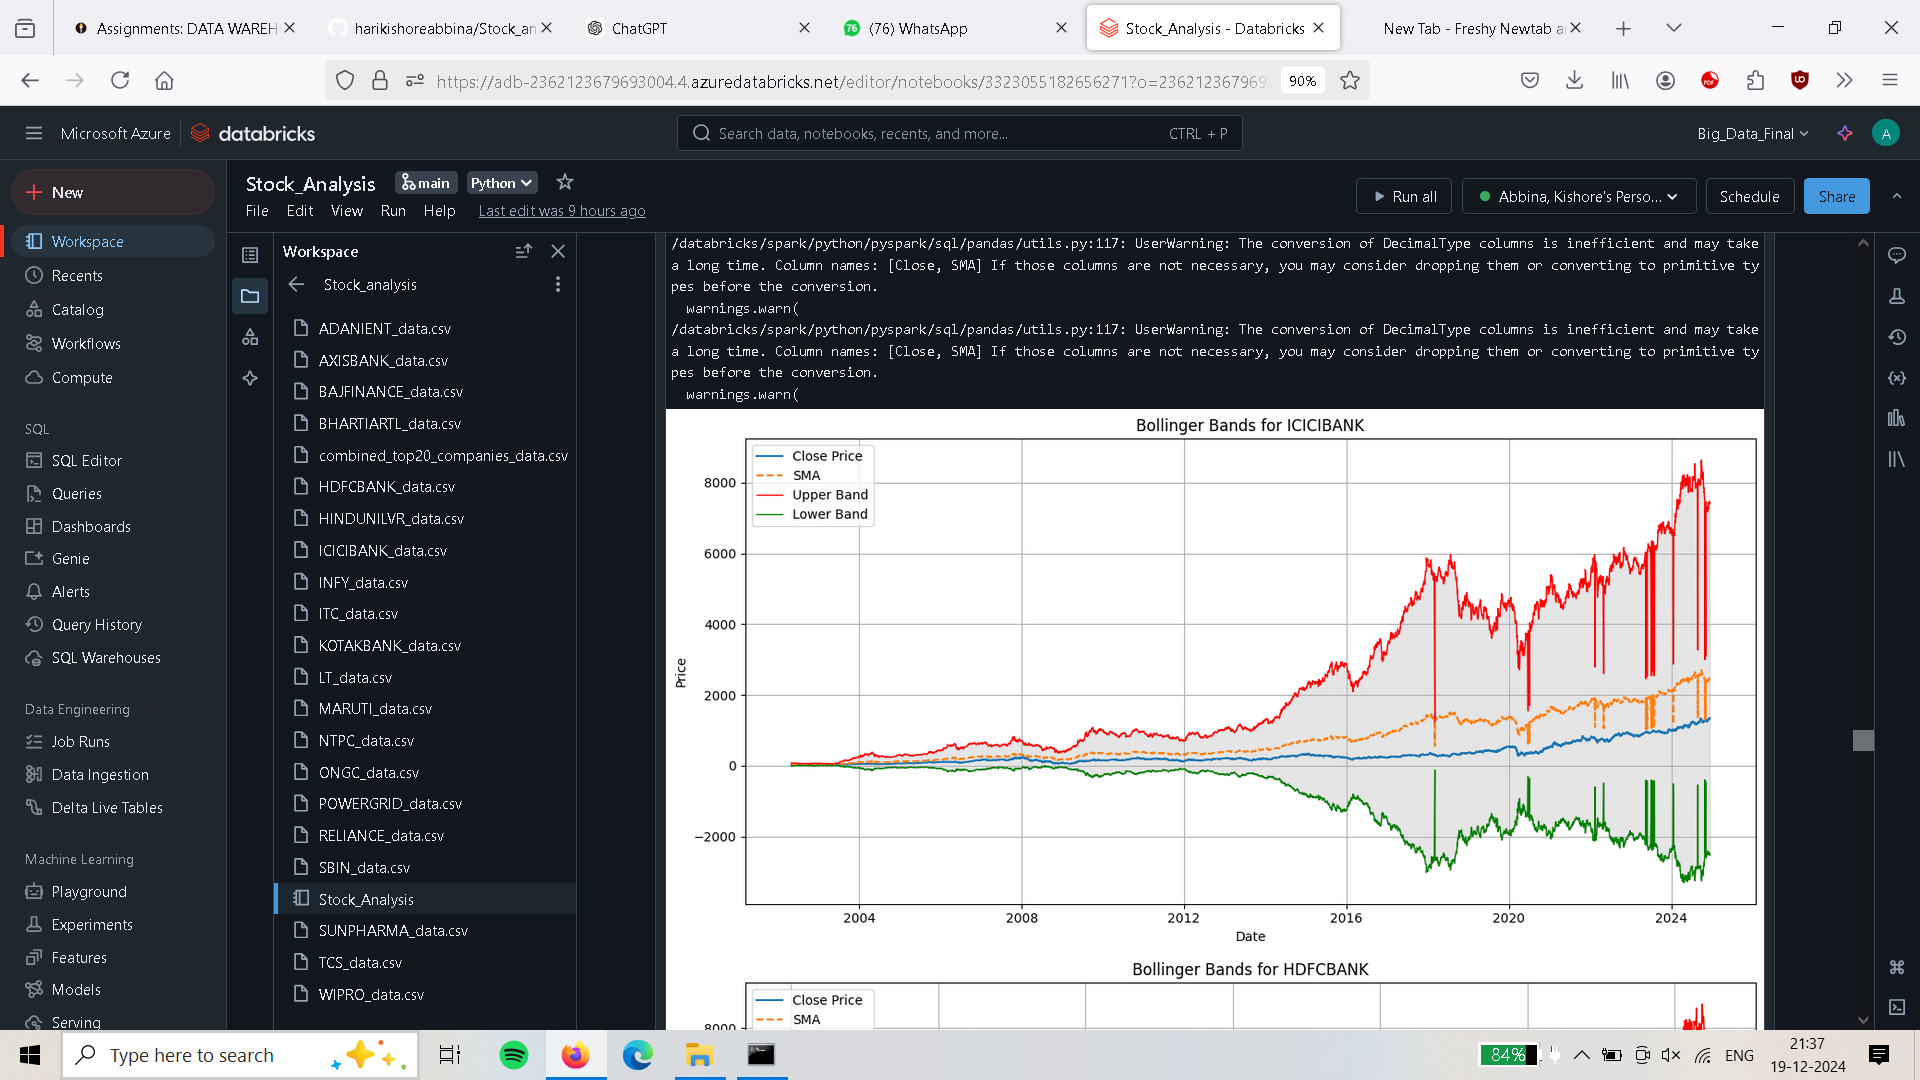 Assignments: DATA WAREH
harikishoreabbina/Stock_an
ChatGPT
(76) WhatsApp
Stock_Analysis - Databricks
New Tab - Freshy Newtab a
https://adb-2362123679693004.4.azuredatabricks.net/editor/notebooks/3323055182656271?o=2362123679693
90%
Microsoft Azure
databricks
Search data, notebooks, recents, and more...
CTRL + P
Big_Data_Final
A
New
Workspace
Recents
Catalog
Workflows
Compute
SQL
SQL Editor
Queries
Dashboards
Genie
Alerts
Query History
SQL Warehouses
Data Engineering
Job Runs
Data Ingestion
Delta Live Tables
Machine Learning
Playground
Experiments
Features
Models
Serving
Stock_Analysis
main
Python
File
Edit
View
Run
Help
Last edit was 9 hours ago
Run all
Abbina, Kishore's Perso...
Schedule
Share
Workspace
Stock_analysis
ADANIENT_data.csv
AXISBANK_data.csv
BAJFINANCE_data.csv
BHARTIARTL_data.csv
combined_top20_companies_data.csv
HDFCBANK_data.csv
HINDUNILVR_data.csv
ICICIBANK_data.csv
INFY_data.csv
ITC_data.csv
KOTAKBANK_data.csv
LT_data.csv
MARUTI_data.csv
NTPC_data.csv
ONGC_data.csv
POWERGRID_data.csv
RELIANCE_data.csv
SBIN_data.csv
Stock_Analysis
SUNPHARMA_data.csv
TCS_data.csv
WIPRO_data.csv
/databricks/spark/python/pyspark/sql/pandas/utils.py:117: UserWarning: The conversion of DecimalType columns is inefficient and may take
a long time. Column names: [Close, SMA] If those columns are not necessary, you may consider dropping them or converting to primitive ty
pes before the conversion.
warnings.warn(
/databricks/spark/python/pyspark/sql/pandas/utils.py:117: UserWarning: The conversion of DecimalType columns is inefficient and may take
a long time. Column names: [Close, SMA] If those columns are not necessary, you may consider dropping them or converting to primitive ty
pes before the conversion.
warnings.warn(
Bollinger Bands for ICICIBANK
Close Price
SMA
Upper Band
Lower Band
8000
6000
4000
2000
0
−2000
Price
2004
2008
2012
2016
2020
2024
Date
Bollinger Bands for HDFCBANK
Close Price
SMA
8000
Type here to search
84%
ENG
21:37
19-12-2024